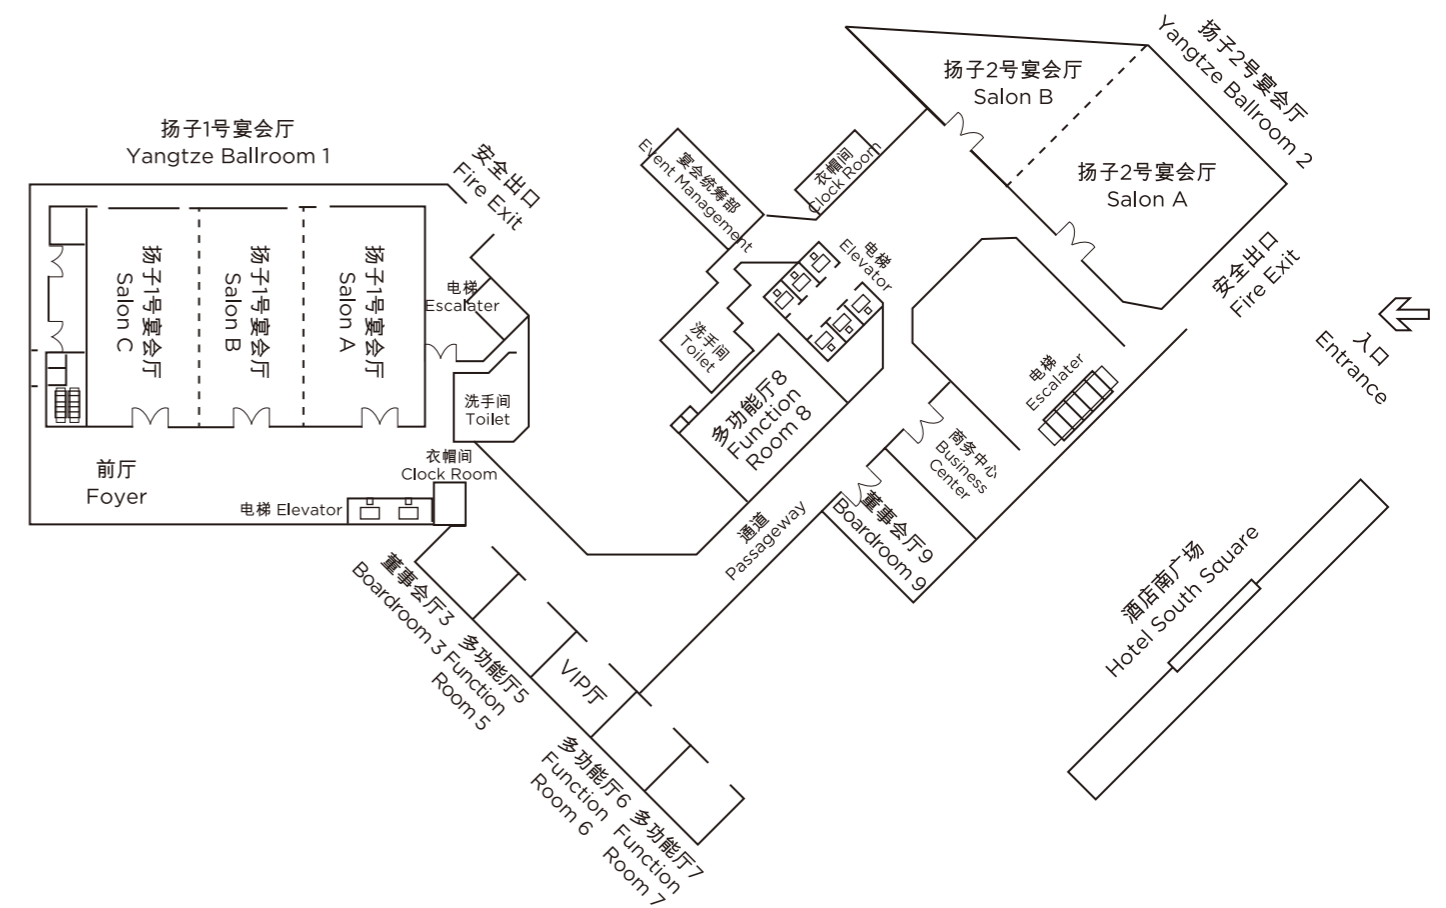 扬子1号宴会厅
Yangtze Ballroom 1
安全出口
Fire Exit
扬子1号宴会厅
Salon C
扬子1号宴会厅
Salon B
扬子1号宴会厅
Salon A
电梯
Escalater
洗手间
Toilet
衣帽间
Clock Room
前厅
Foyer
电梯 Elevator
宴会统筹部
Event Management
衣帽间
Clock Room
扬子2号宴会厅
Salon B
扬子2号宴会厅
Yangtze Ballroom 2
扬子2号宴会厅
Salon A
电梯
Elevator
洗手间
Toilet
多功能厅8
Function
Room 8
安全出口
Fire Exit
入口
Entrance
电梯
Escalater
商务中心
Business
Center
董事会厅9
Boardroom 9
通道
Passageway
酒店南广场
Hotel South Square
董事会厅3
Boardroom 3
多功能厅5
Function
Room 5
VIP厅
多功能厅6
Function
Room 6
多功能厅7
Function
Room 7